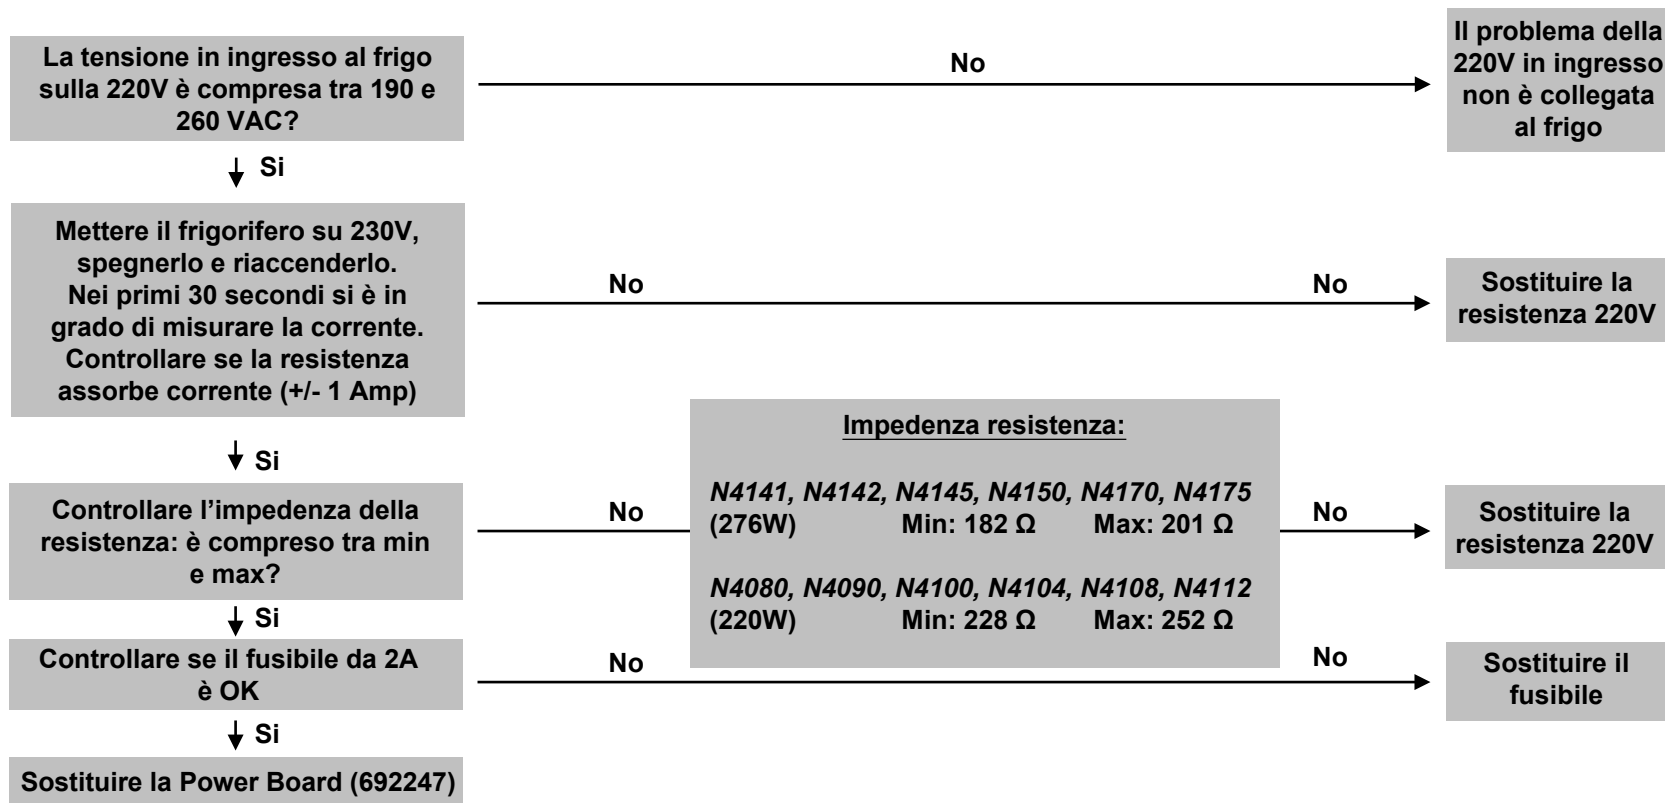 La tensione in ingresso al frigo
sulla 220V è compresa tra 190 e
260 VAC?
No
Il problema della
220V in ingresso
non è collegata
al frigo
Si
Mettere il frigorifero su 230V,
spegnerlo e riaccenderlo.
Nei primi 30 secondi si è in
grado di misurare la corrente.
Controllare se la resistenza
assorbe corrente (+/- 1 Amp)
No
No
Sostituire la
resistenza 220V
Si
Controllare l’impedenza della
resistenza: è compreso tra min
e max?
No
Impedenza resistenza:
N4141, N4142, N4145, N4150, N4170, N4175
(276W) Min: 182 Ω Max: 201 Ω
N4080, N4090, N4100, N4104, N4108, N4112
(220W) Min: 228 Ω Max: 252 Ω
No
Sostituire la
resistenza 220V
Si
Controllare se il fusibile da 2A
è OK
No
No
Sostituire il
fusibile
Si
Sostituire la Power Board (692247)